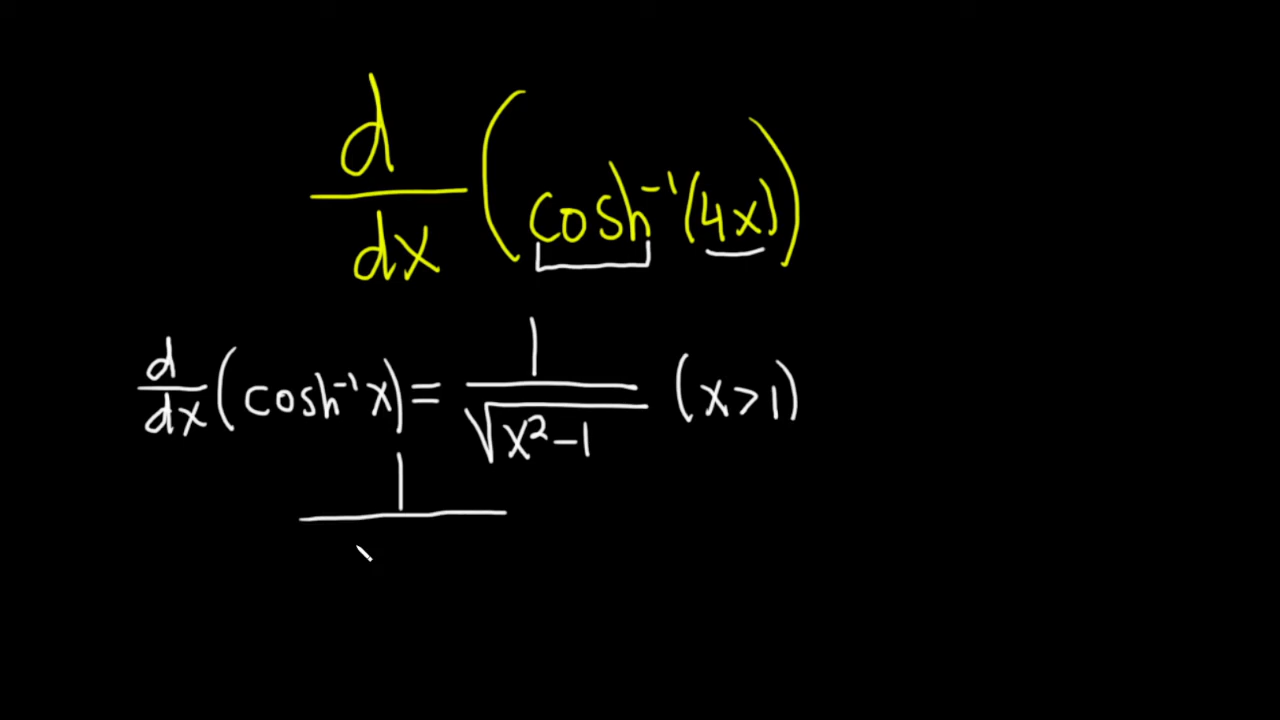 d/dx (cosh⁻¹(4x))
d/dx (cosh⁻¹x) = 1/√(x²-1) (x>1)
1